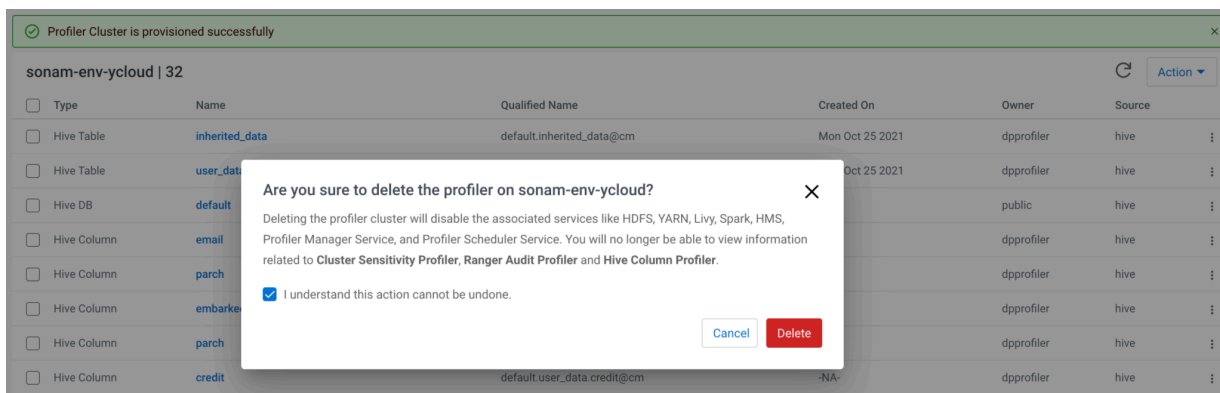 Profiler Cluster is provisioned successfully
sonam-env-ycloud | 32
Action
Type Name Qualified Name Created On Owner Source
Hive Table inherited_data default.inherited_data@cm Mon Oct 25 2021 dpprofiler hive
Hive Table user_data Oct 25 2021 dpprofiler hive
Hive DB default public hive
Hive Column email dpprofiler hive
Hive Column parch dpprofiler hive
Hive Column embarke dpprofiler hive
Hive Column parch dpprofiler hive
Hive Column credit default.user_data.credit@cm -NA- dpprofiler hive
Are you sure to delete the profiler on sonam-env-ycloud?
Deleting the profiler cluster will disable the associated services like HDFS, YARN, Livy, Spark, HMS,
Profiler Manager Service, and Profiler Scheduler Service. You will no longer be able to view information
related to Cluster Sensitivity Profiler, Ranger Audit Profiler and Hive Column Profiler.
I understand this action cannot be undone.
Cancel Delete